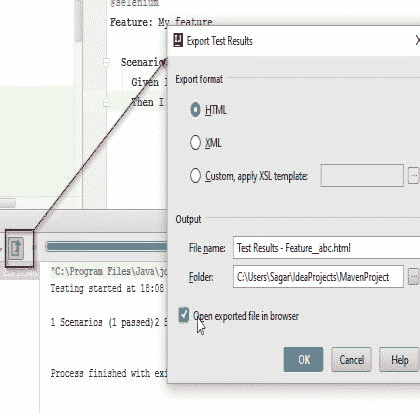 @selenium
Feature: My feature
Scenario
Given I
Then I
Export Test Results
Export format
HTML
XML
Custom, apply XSL template:
Output
File name: Test Results - Feature__abc.html
Folder: C:\Users\Sagar\IdeaProjects\MavenProject
Open exported file in browser
OK Cancel Help
"C:\Program Files\Java\j
Testing started at 18:08
1 Scenarios (1 passed)2 S
Process finished with exi